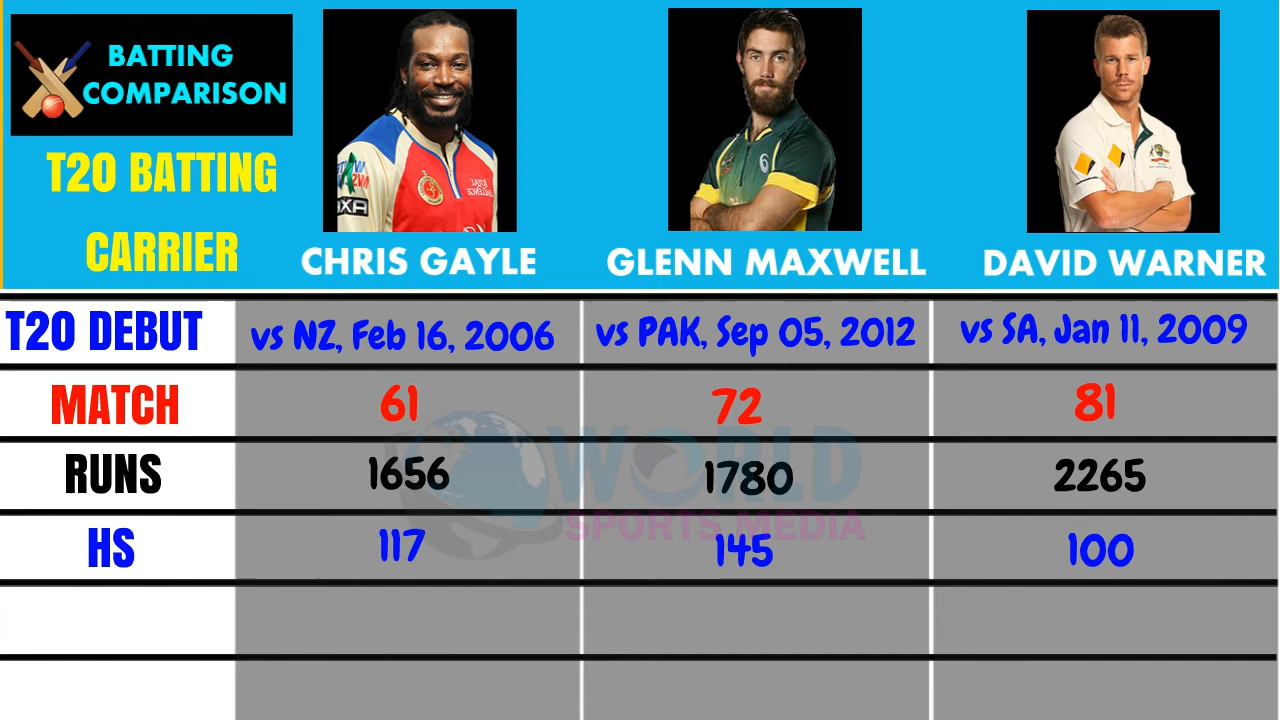 BATTING
COMPARISON
T20 BATTING
CARRIER
CHRIS GAYLE
GLENN MAXWELL
DAVID WARNER
T20 DEBUT
vs NZ, Feb 16, 2006
vs PAK, Sep 05, 2012
vs SA, Jan 11, 2009
MATCH
61
72
81
RUNS
1656
1780
2265
HS
117
145
100
WORLD
SPORTS MEDIA